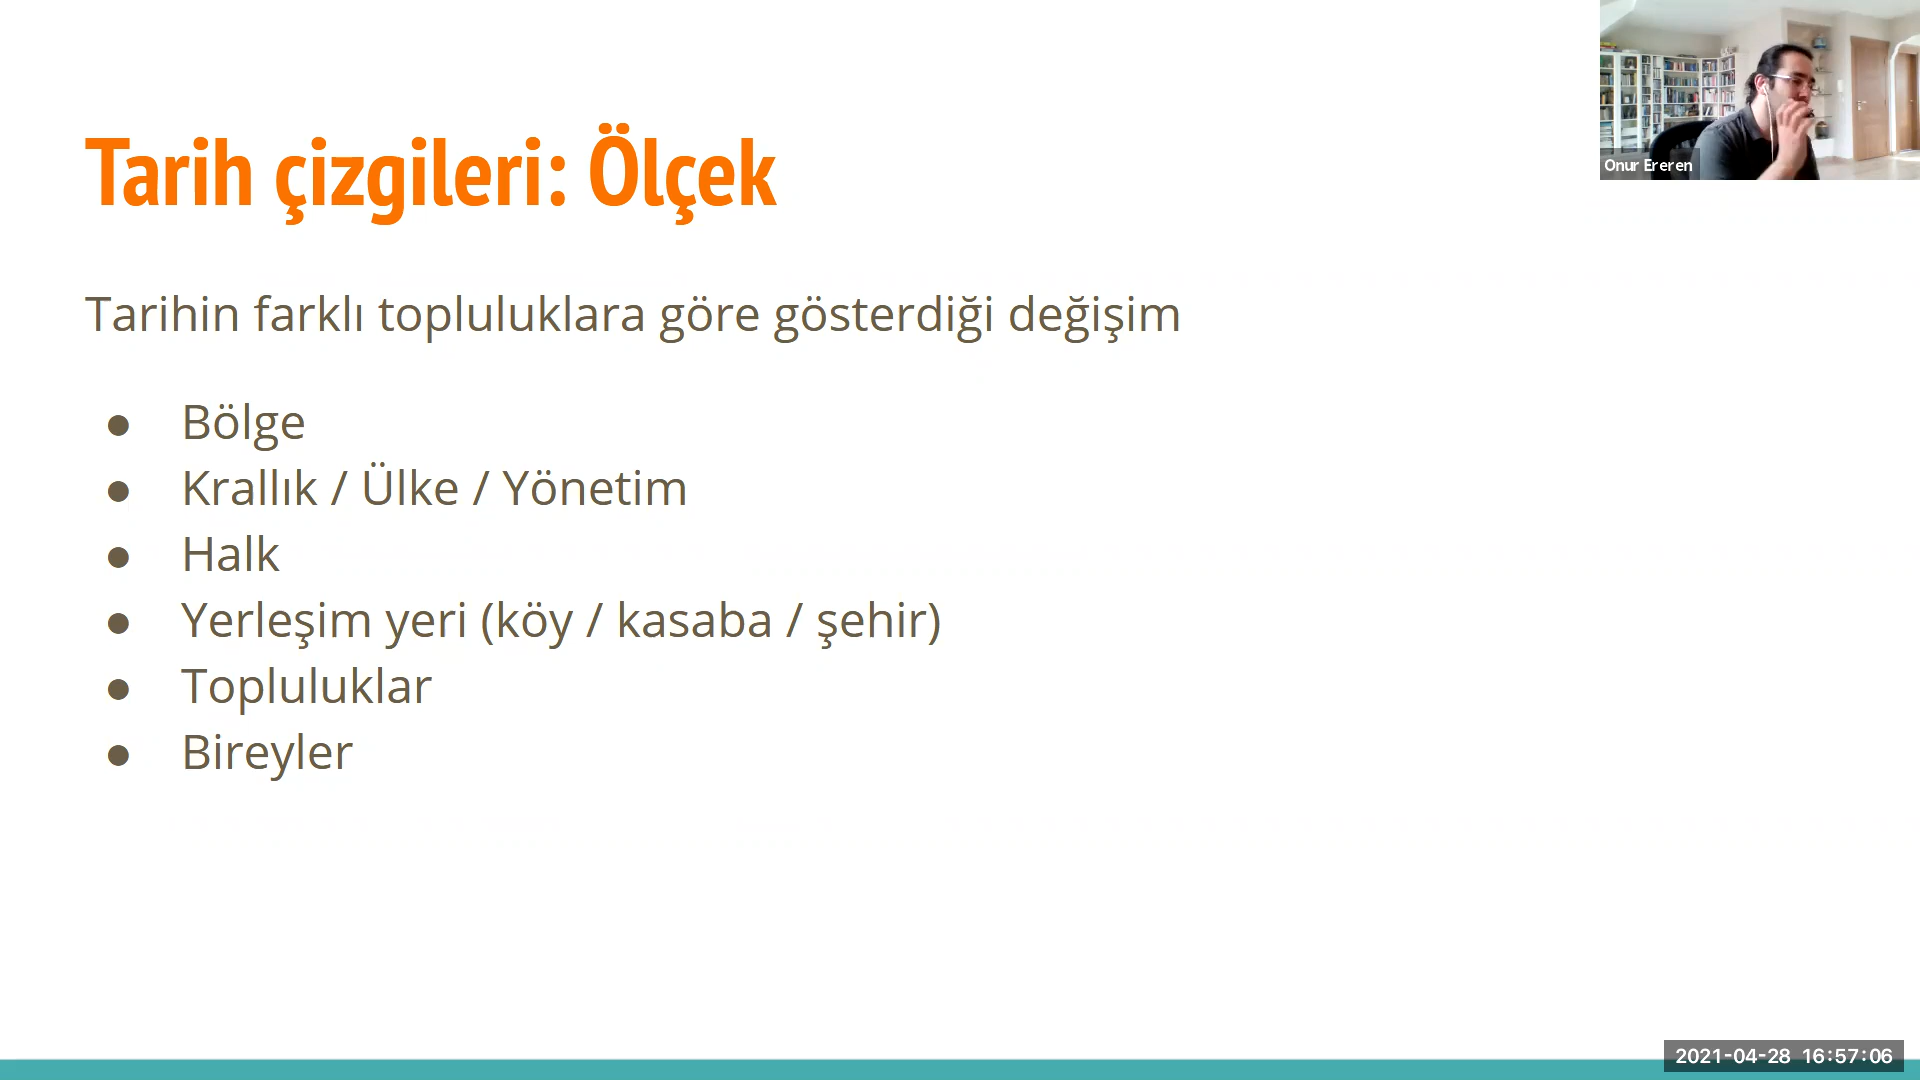 Tarih çizgileri: Ölçek
Tarihin farklı topluluklara göre gösterdiği değişim
● Bölge
● Krallık / Ülke / Yönetim
● Halk
● Yerleşim yeri (köy / kasaba / şehir)
● Topluluklar
● Bireyler
Onur Ereren
2021-04-28 16:57:06